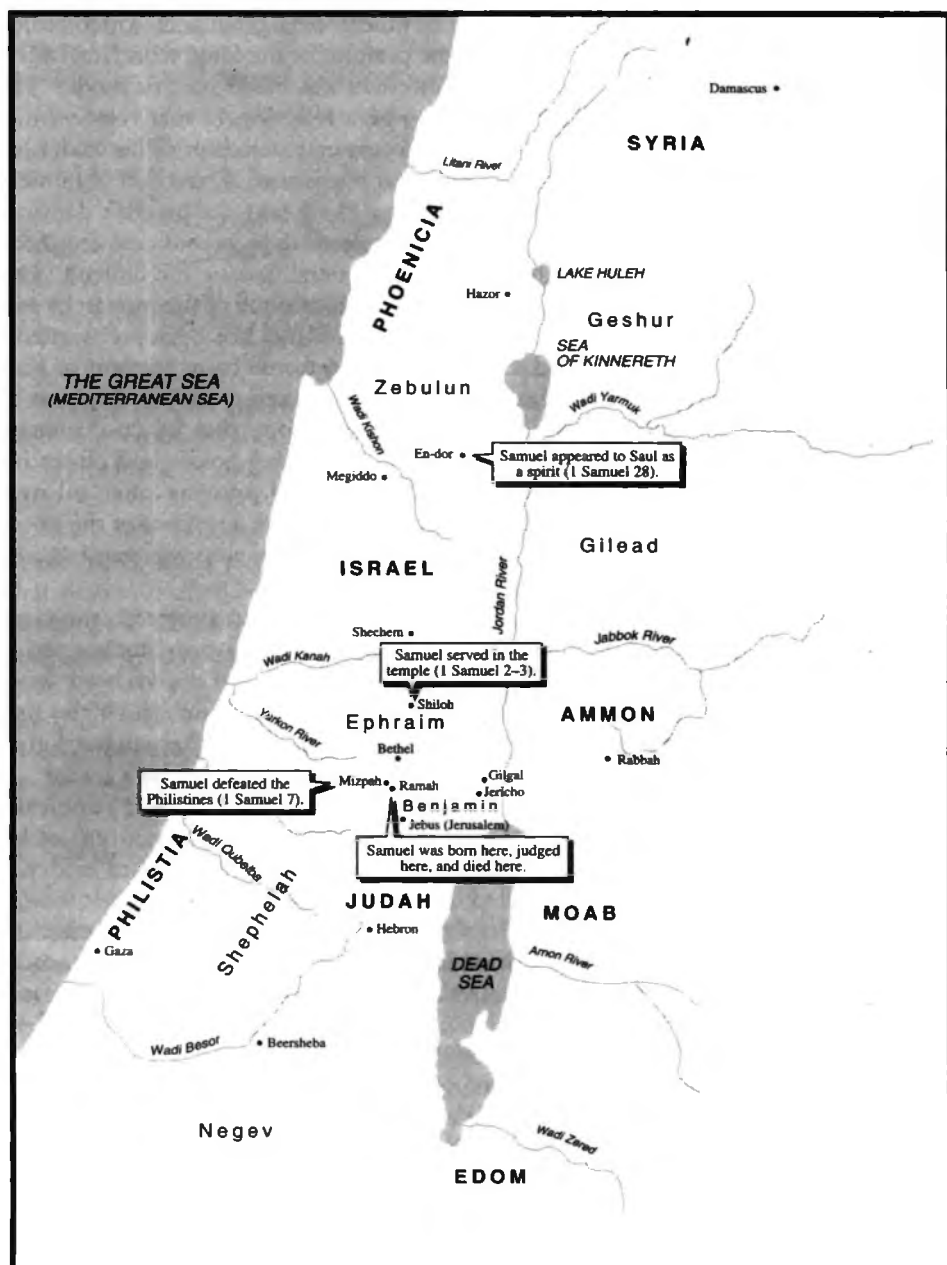 Damascus
SYRIA
Litani River
PHOENICIA
LAKE HULEH
Hazor
Geshur
SEA
OF KINNERETH
THE GREAT SEA
(MEDITERRANEAN SEA)
Zebulun
Wadi Yarmuk
Wadi Kishon
En-dor
Samuel appeared to Saul as
a spirit (1 Samuel 28).
Megiddo
Gilead
ISRAEL
Jordan River
Shechem
Jabbok River
Wadi Kanah
Samuel served in the
temple (1 Samuel 2–3).
Shiloh
Ephraim
AMMON
Yarkon River
Bethel
Rabbah
Samuel defeated the
Philistines (1 Samuel 7).
Mizpah
Ramah
Gilgal
Jericho
Benjamin
Jebus (Jerusalem)
Samuel was born here, judged
here, and died here.
PHILISTIA
Wadi Qubeiba
Shephelah
JUDAH
MOAB
Hebron
Gaza
DEAD
SEA
Arnon River
Wadi Besor
Beersheba
Negev
Wadi Zered
EDOM